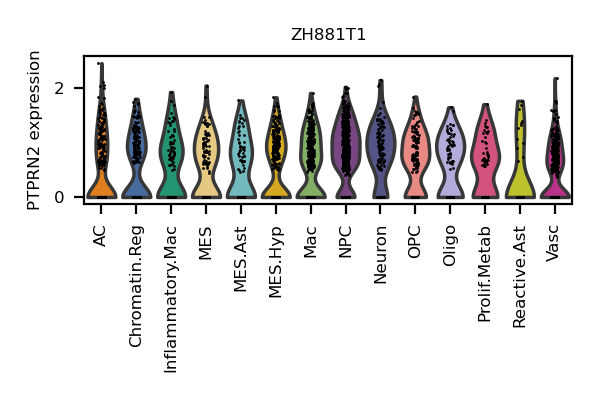 ZH881T1
PTPRN2 expression
2
0
AC
Chromatin.Reg
Inflammatory.Mac
MES
MES.Ast
MES.Hyp
Mac
NPC
Neuron
OPC
Oligo
Prolif.Metab
Reactive.Ast
Vasc